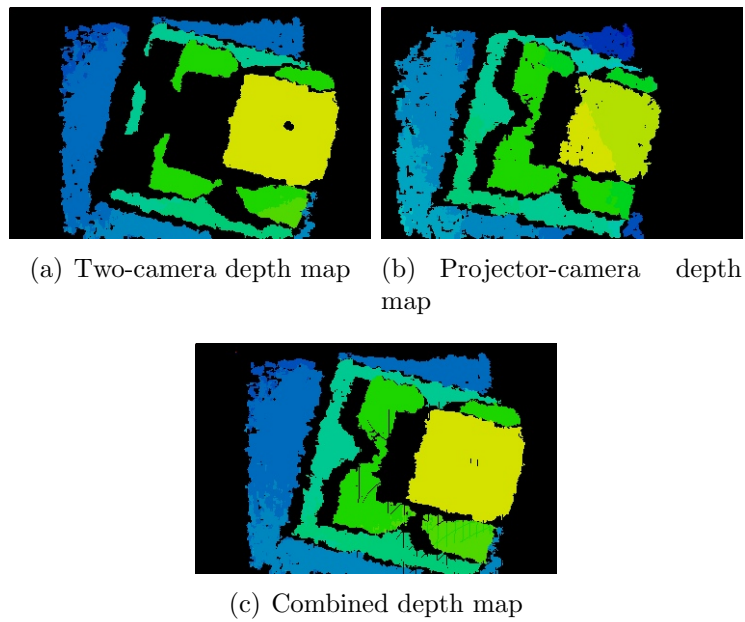 (a) Two-camera depth map
(b) Projector-camera depth
map
(c) Combined depth map